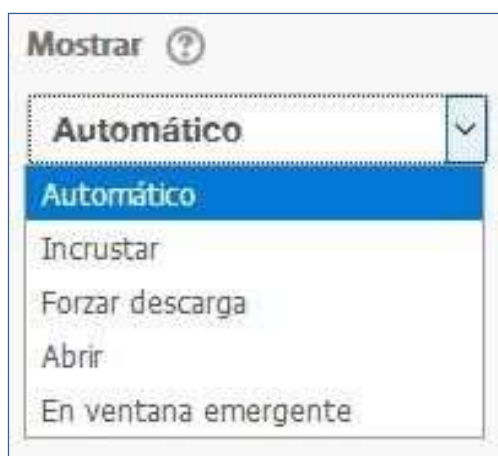 Mostrar ?
Automático
Automático
Incrustar
Forzar descarga
Abrir
En ventana emergente